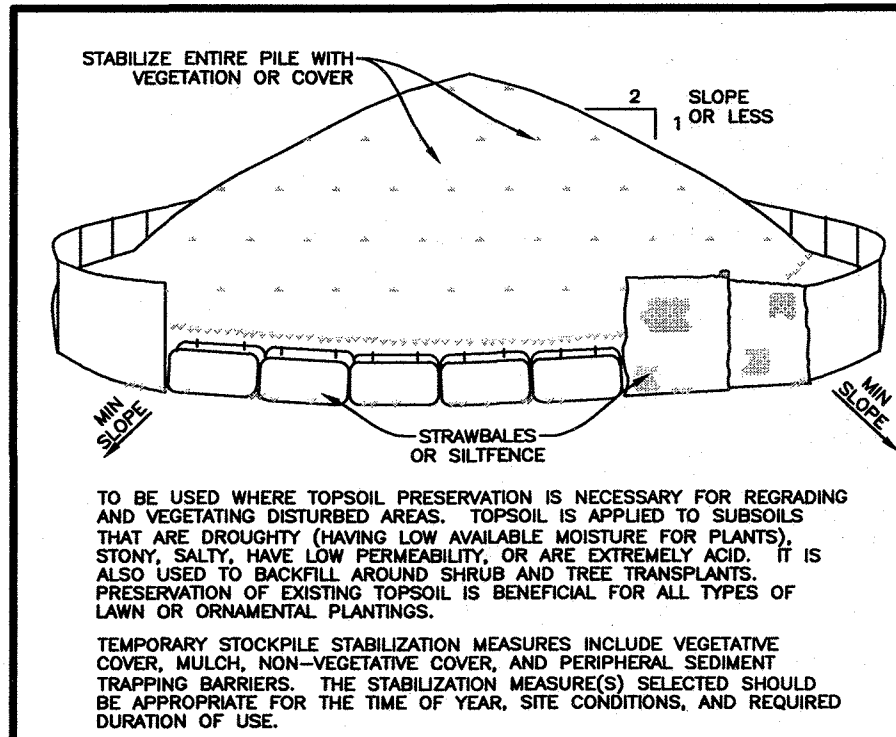 STABILIZE ENTIRE PILE WITH
VEGETATION OR COVER
2 SLOPE
1 OR LESS
MIN
SLOPE
MIN
SLOPE
STRAWBALES
OR SILTFENCE
TO BE USED WHERE TOPSOIL PRESERVATION IS NECESSARY FOR REGRADING
AND VEGETATING DISTURBED AREAS. TOPSOIL IS APPLIED TO SUBSOILS
THAT ARE DROUGHTY (HAVING LOW AVAILABLE MOISTURE FOR PLANTS),
STONY, SALTY, HAVE LOW PERMEABILITY, OR ARE EXTREMELY ACID. IT IS
ALSO USED TO BACKFILL AROUND SHRUB AND TREE TRANSPLANTS.
PRESERVATION OF EXISTING TOPSOIL IS BENEFICIAL FOR ALL TYPES OF
LAWN OR ORNAMENTAL PLANTINGS.
TEMPORARY STOCKPILE STABILIZATION MEASURES INCLUDE VEGETATIVE
COVER, MULCH, NON-VEGETATIVE COVER, AND PERIPHERAL SEDIMENT
TRAPPING BARRIERS. THE STABILIZATION MEASURE(S) SELECTED SHOULD
BE APPROPRIATE FOR THE TIME OF YEAR, SITE CONDITIONS, AND REQUIRED
DURATION OF USE.